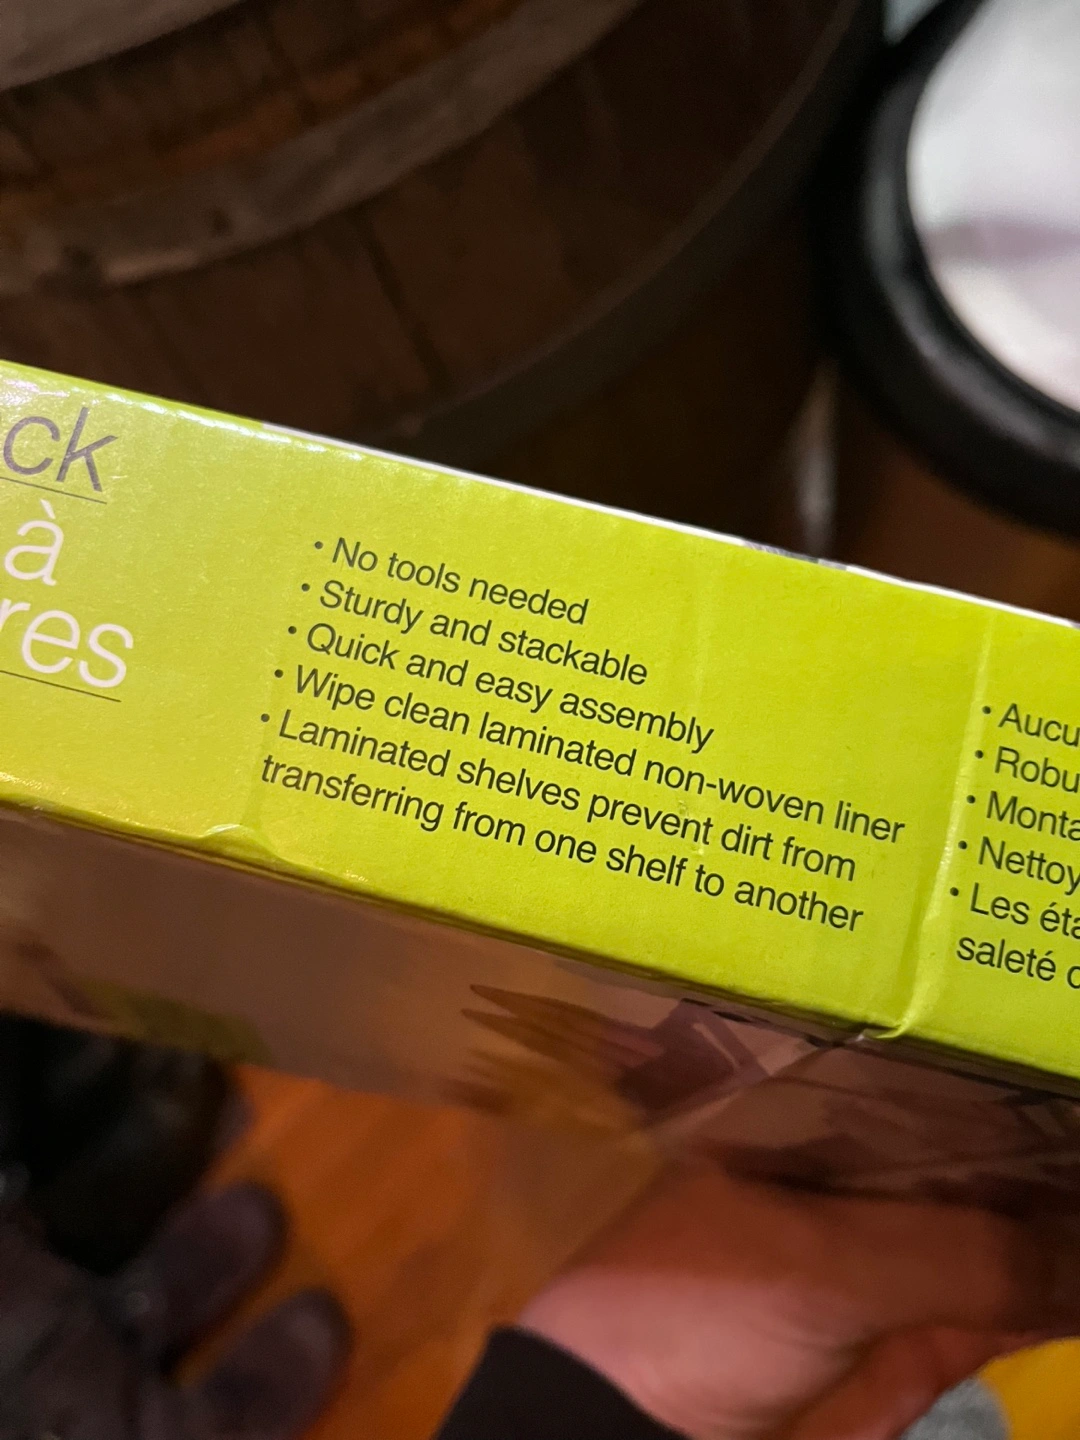 ck
à
res
• No tools needed
• Sturdy and stackable
• Quick and easy assembly
• Wipe clean laminated non-woven liner
• Laminated shelves prevent dirt from
transferring from one shelf to another
• Aucu
• Robu
• Monta
• Nettoy
• Les éta
saleté